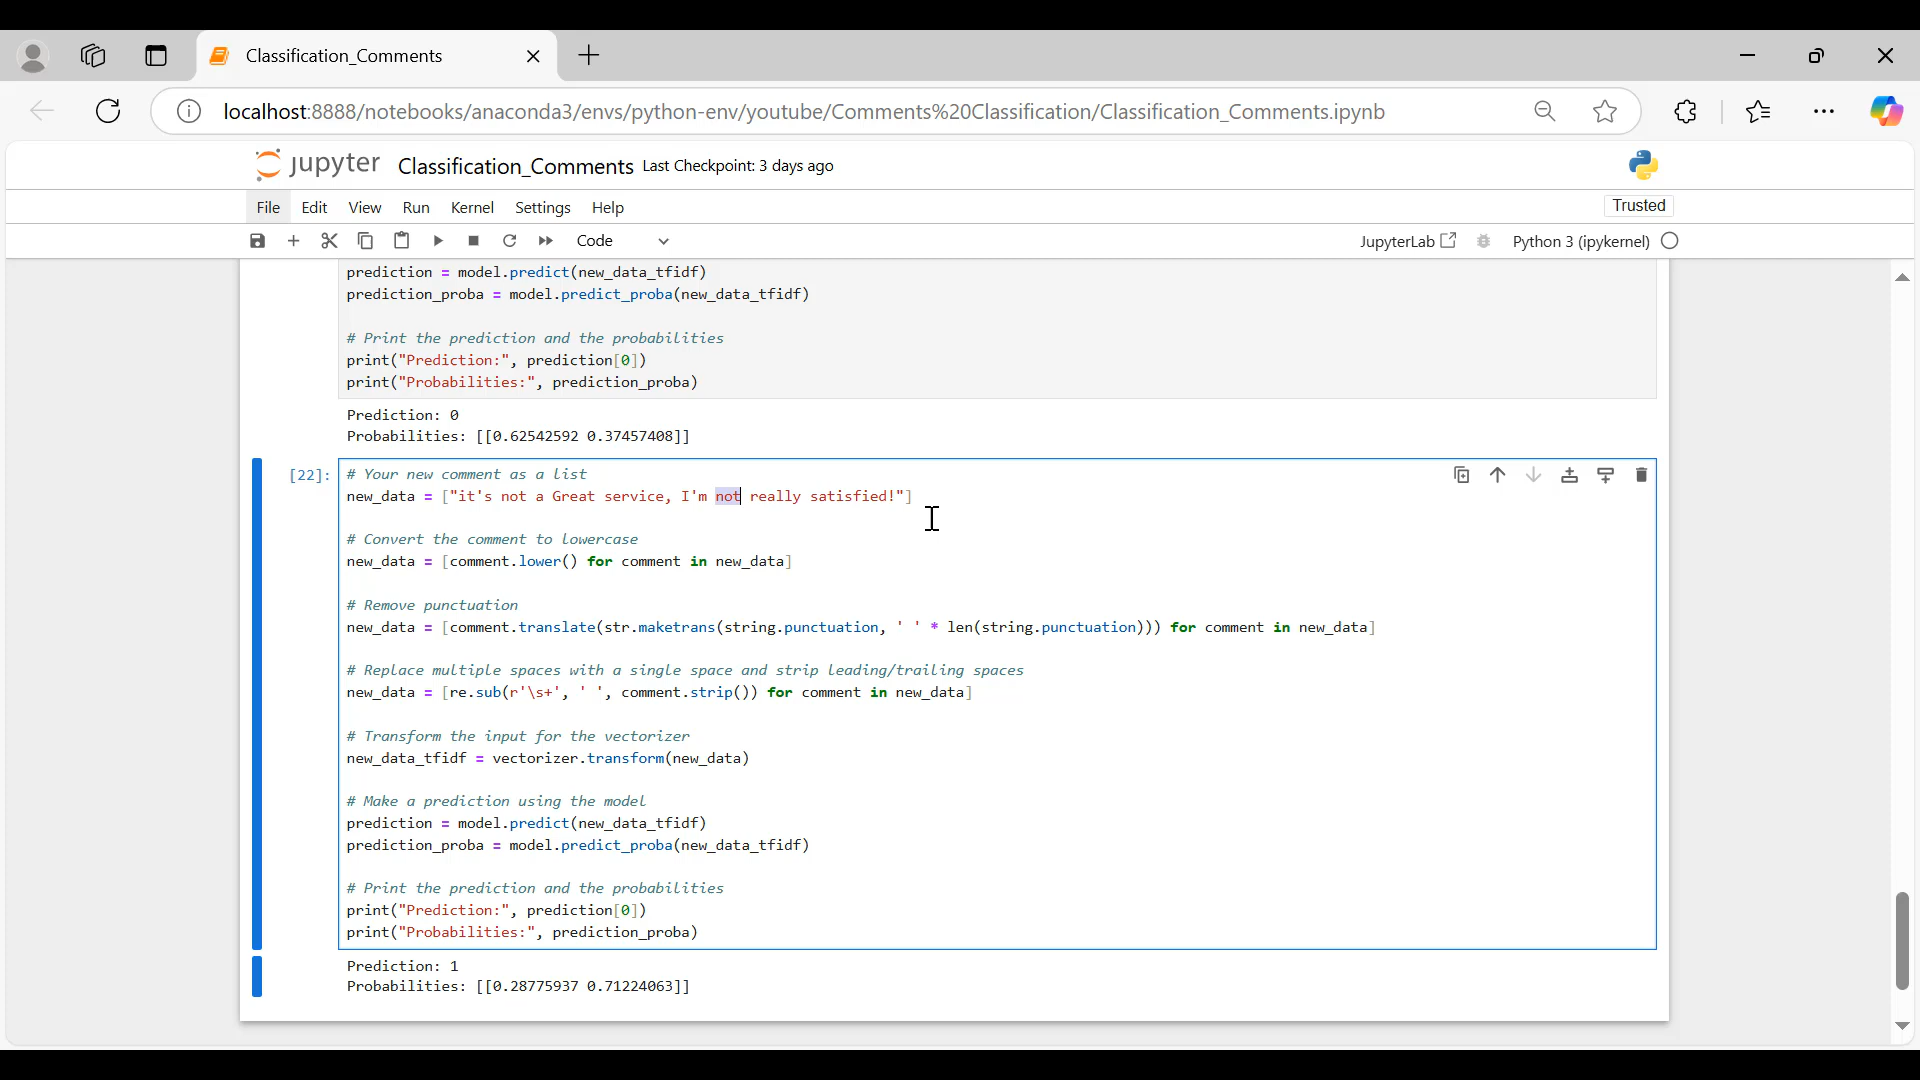 Classification_Comments
localhost:8888/notebooks/anaconda3/envs/python-env/youtube/Comments%20Classification/Classification_Comments.ipynb
jupyter Classification_Comments Last Checkpoint: 3 days ago
File Edit View Run Kernel Settings Help Trusted
Code JupyterLab Python 3 (ipykernel)
prediction = model.predict(new_data_tfidf)
prediction_proba = model.predict_proba(new_data_tfidf)
# Print the prediction and the probabilities
print("Prediction:", prediction[0])
print("Probabilities:", prediction_proba)
Prediction: 0
Probabilities: [[0.62542592 0.37457408]]
[22]: # Your new comment as a list
new_data = ["it's not a Great service, I'm not really satisfied!"]
# Convert the comment to lowercase
new_data = [comment.lower() for comment in new_data]
# Remove punctuation
new_data = [comment.translate(str.maketrans(string.punctuation, ' ' * len(string.punctuation))) for comment in new_data]
# Replace multiple spaces with a single space and strip leading/trailing spaces
new_data = [re.sub(r'\s+', ' ', comment.strip()) for comment in new_data]
# Transform the input for the vectorizer
new_data_tfidf = vectorizer.transform(new_data)
# Make a prediction using the model
prediction = model.predict(new_data_tfidf)
prediction_proba = model.predict_proba(new_data_tfidf)
# Print the prediction and the probabilities
print("Prediction:", prediction[0])
print("Probabilities:", prediction_proba)
Prediction: 1
Probabilities: [[0.28775937 0.71224063]]